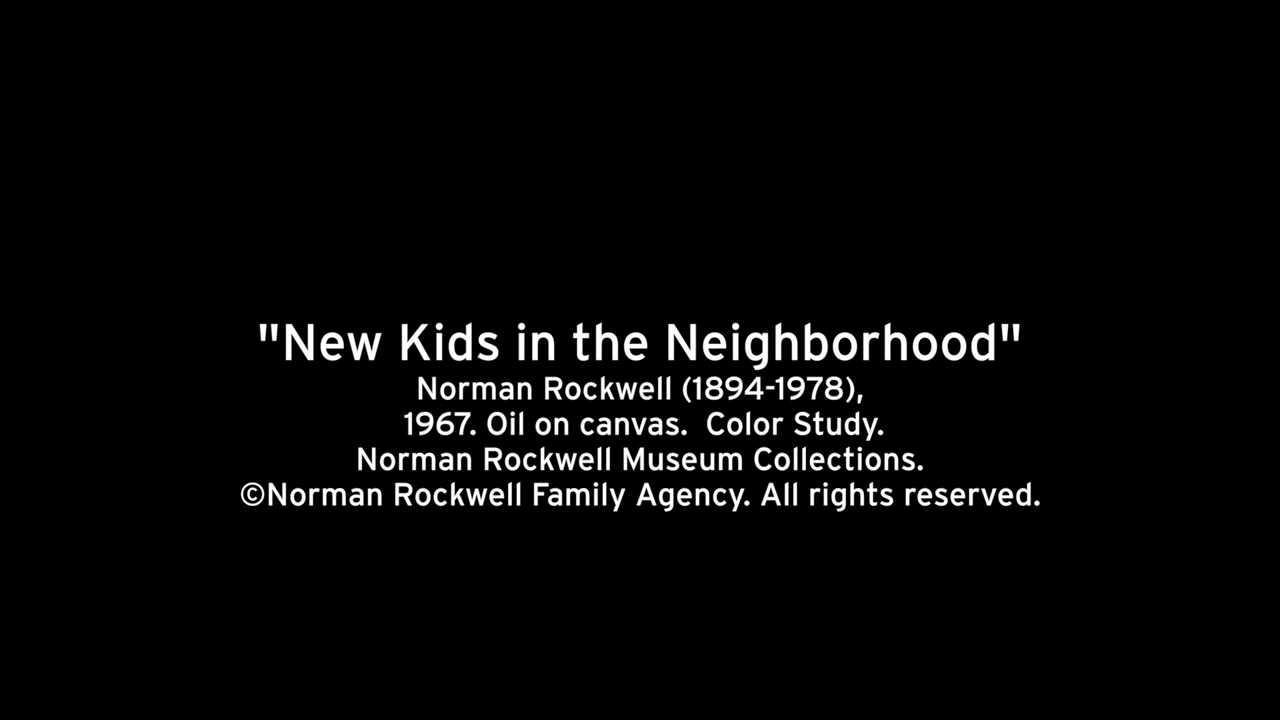 "New Kids in the Neighborhood"
Norman Rockwell (1894-1978),
1967. Oil on canvas.  Color Study.
Norman Rockwell Museum Collections.
©Norman Rockwell Family Agency. All rights reserved.